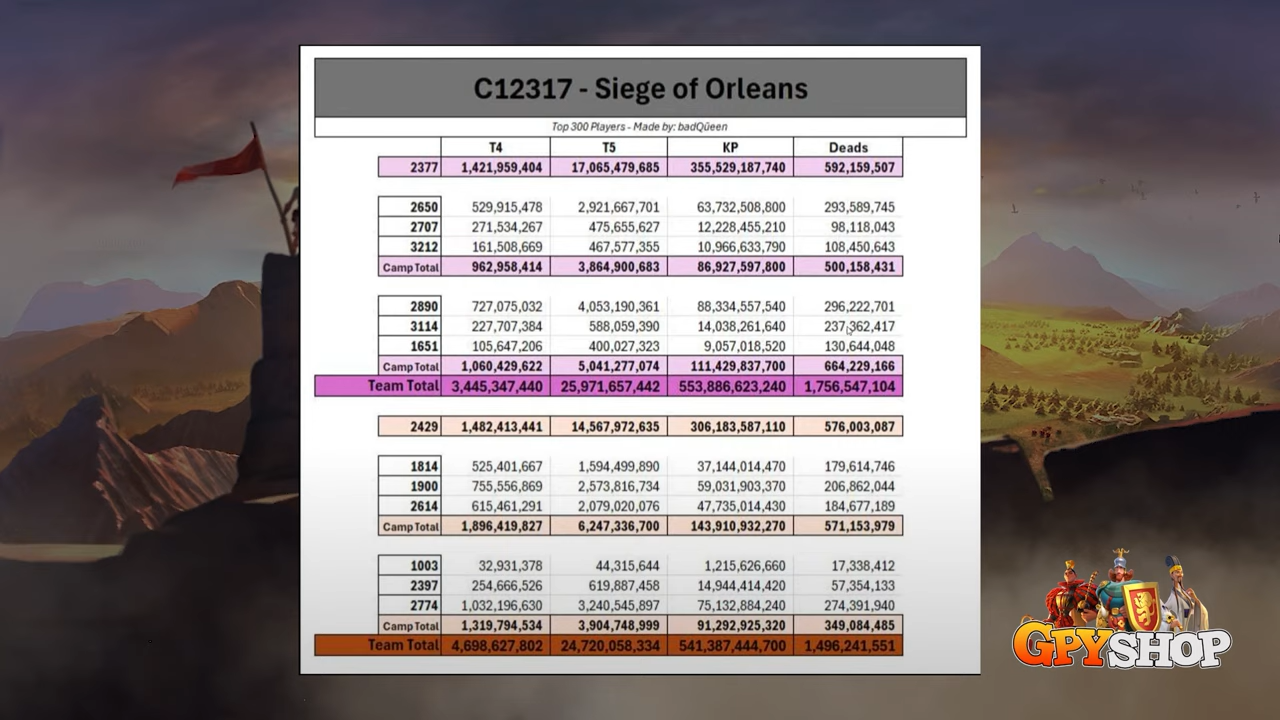 C12317 - Siege of Orleans
Top 300 Players - Made by: badQüeen
T4 T5 KP Deads
2377 1,421,959,404 17,065,479,685 355,529,187,740 592,159,507
2650 529,915,478 2,921,667,701 63,732,508,800 293,589,745
2707 271,534,267 475,655,627 12,228,455,210 98,118,043
3212 161,508,669 467,577,355 10,966,633,790 108,450,643
Camp Total 962,958,414 3,864,900,683 86,927,597,800 500,158,431
2890 727,075,032 4,053,190,361 88,334,557,540 296,222,701
3114 227,707,384 588,059,390 14,038,261,640 237,362,417
1651 105,647,206 400,027,323 9,057,018,520 130,644,048
Camp Total 1,060,429,622 5,041,277,074 111,429,837,700 664,229,166
Team Total 3,445,347,440 25,971,657,442 553,886,623,240 1,756,547,104
2429 1,482,413,441 14,567,972,635 306,183,587,110 576,003,087
1814 525,401,667 1,594,499,890 37,144,014,470 179,614,746
1900 755,556,869 2,573,816,734 59,031,903,370 206,862,044
2614 615,461,291 2,079,020,076 47,735,014,430 184,677,189
Camp Total 1,896,419,827 6,247,336,700 143,910,932,270 571,153,979
1003 32,931,378 44,315,644 1,215,626,660 17,338,412
2397 254,666,526 619,887,458 14,944,414,420 57,354,133
2774 1,032,196,630 3,240,545,897 75,132,884,240 274,391,940
Camp Total 1,319,794,534 3,904,748,999 91,292,925,320 349,084,485
Team Total 4,698,627,802 24,720,058,334 541,387,444,700 1,496,241,551
GPYSHOP